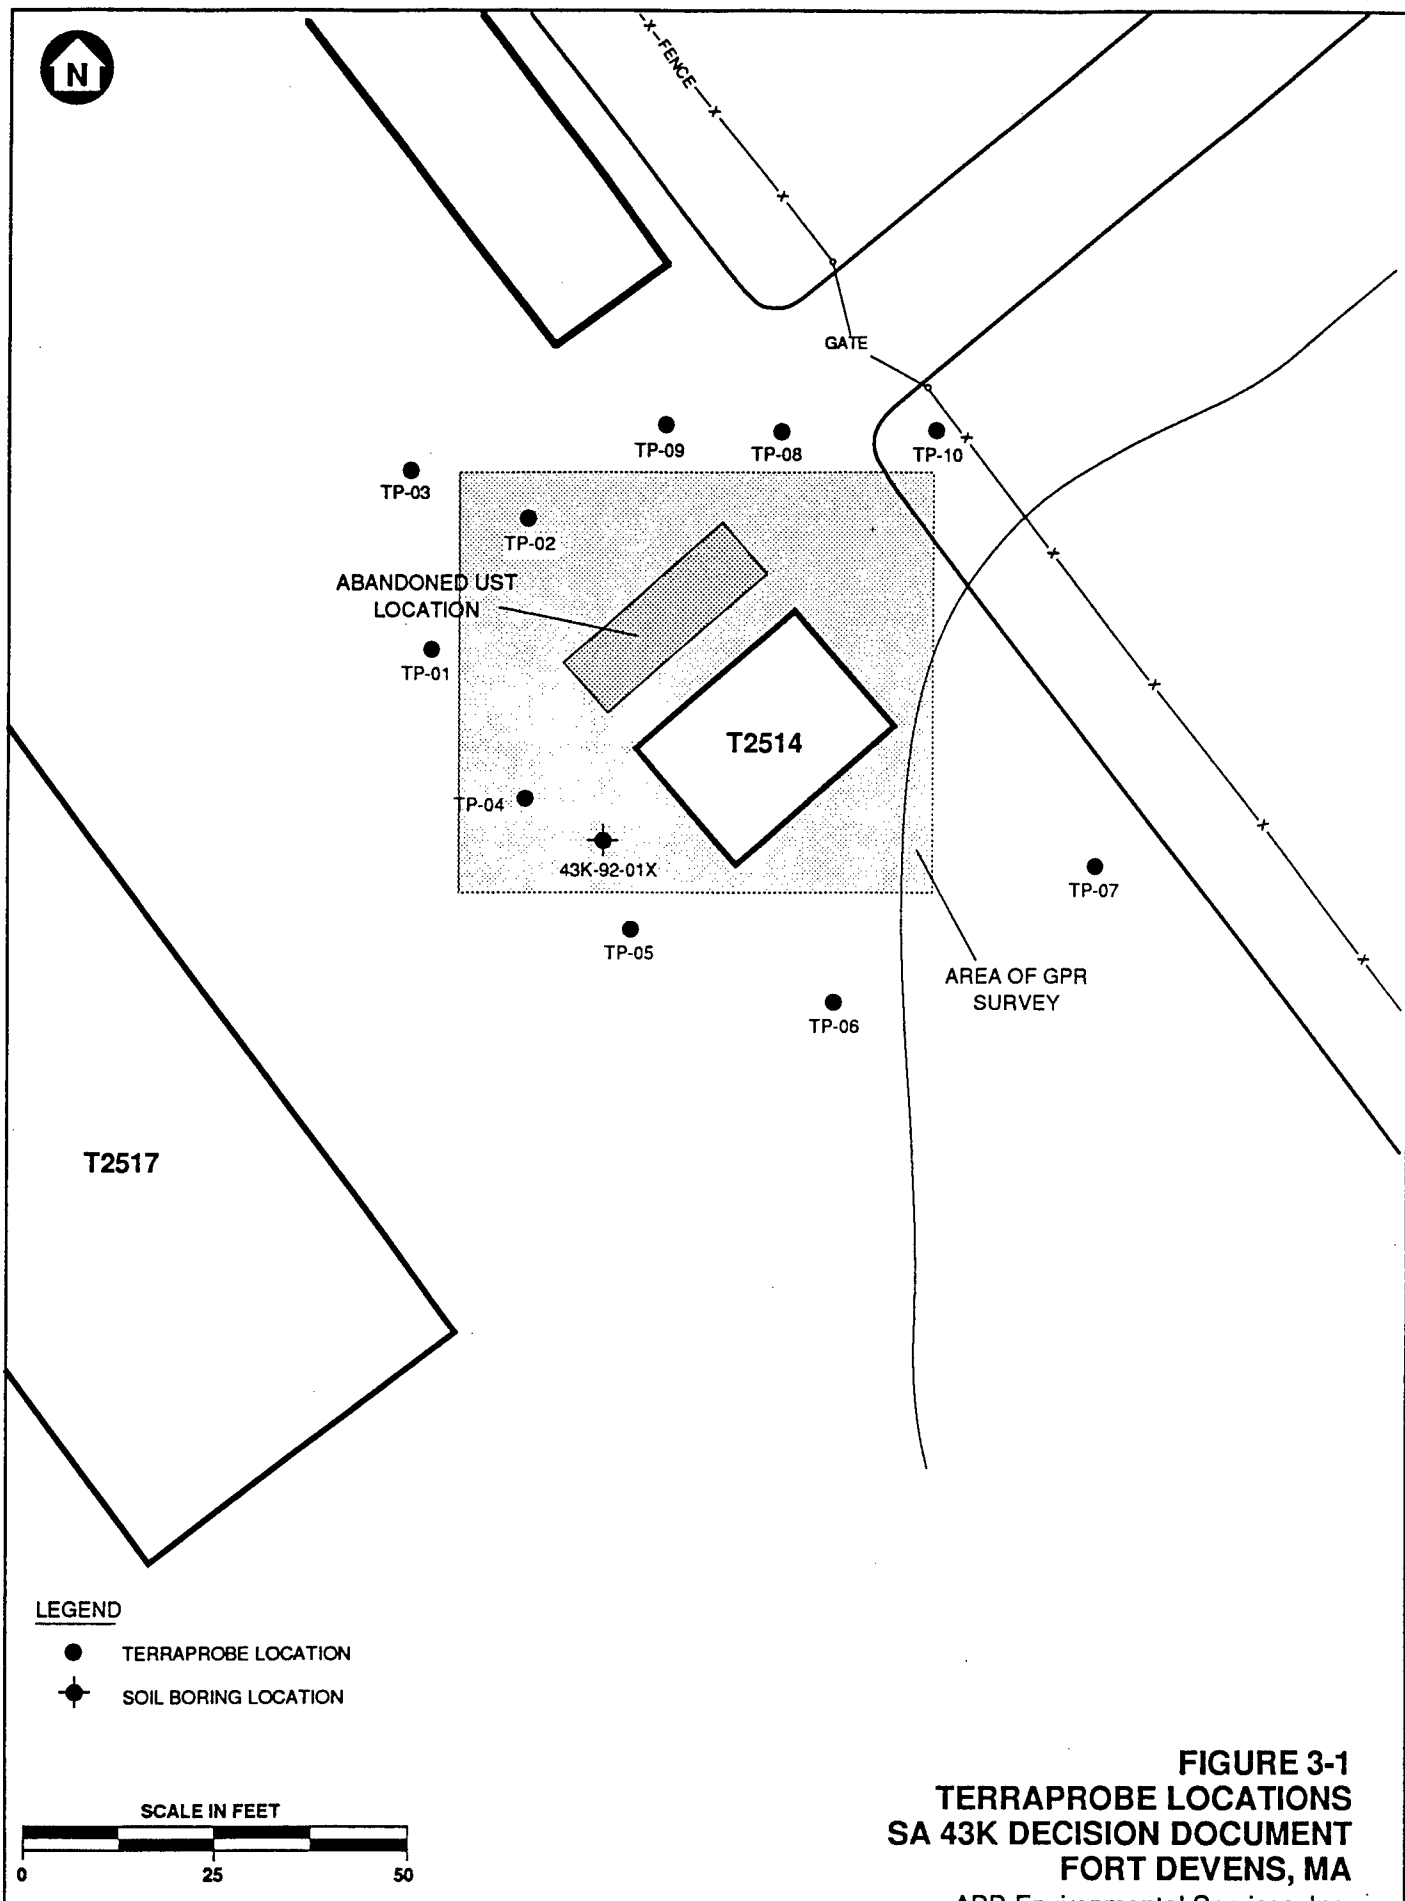 N
X
FENCE
X
X
GATE
TP-09
TP-08
TP-10
X
TP-03
TP-02
X
ABANDONED UST
LOCATION
TP-01
X
T2514
TP-04
X
43K-92-01X
TP-07
TP-05
X
AREA OF GPR
SURVEY
TP-06
T2517
LEGEND
TERRAPROBE LOCATION
SOIL BORING LOCATION
SCALE IN FEET
0 25 50
FIGURE 3-1
TERRAPROBE LOCATIONS
SA 43K DECISION DOCUMENT
FORT DEVENS, MA